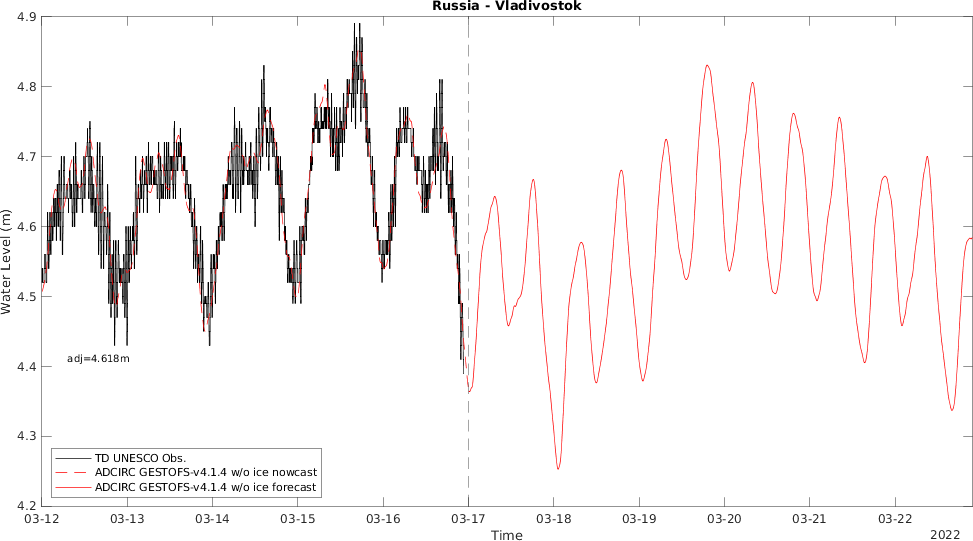 Russia - Vladivostok
4.9
4.8
4.7
4.6
4.5
4.4
4.3
4.2
Water Level (m)
adj=4.618m
TD UNESCO Obs.
ADCIRC GESTOFS-v4.1.4 w/o ice nowcast
ADCIRC GESTOFS-v4.1.4 w/o ice forecast
03-12 03-13 03-14 03-15 03-16 03-17 03-18 03-19 03-20 03-21 03-22
Time
2022